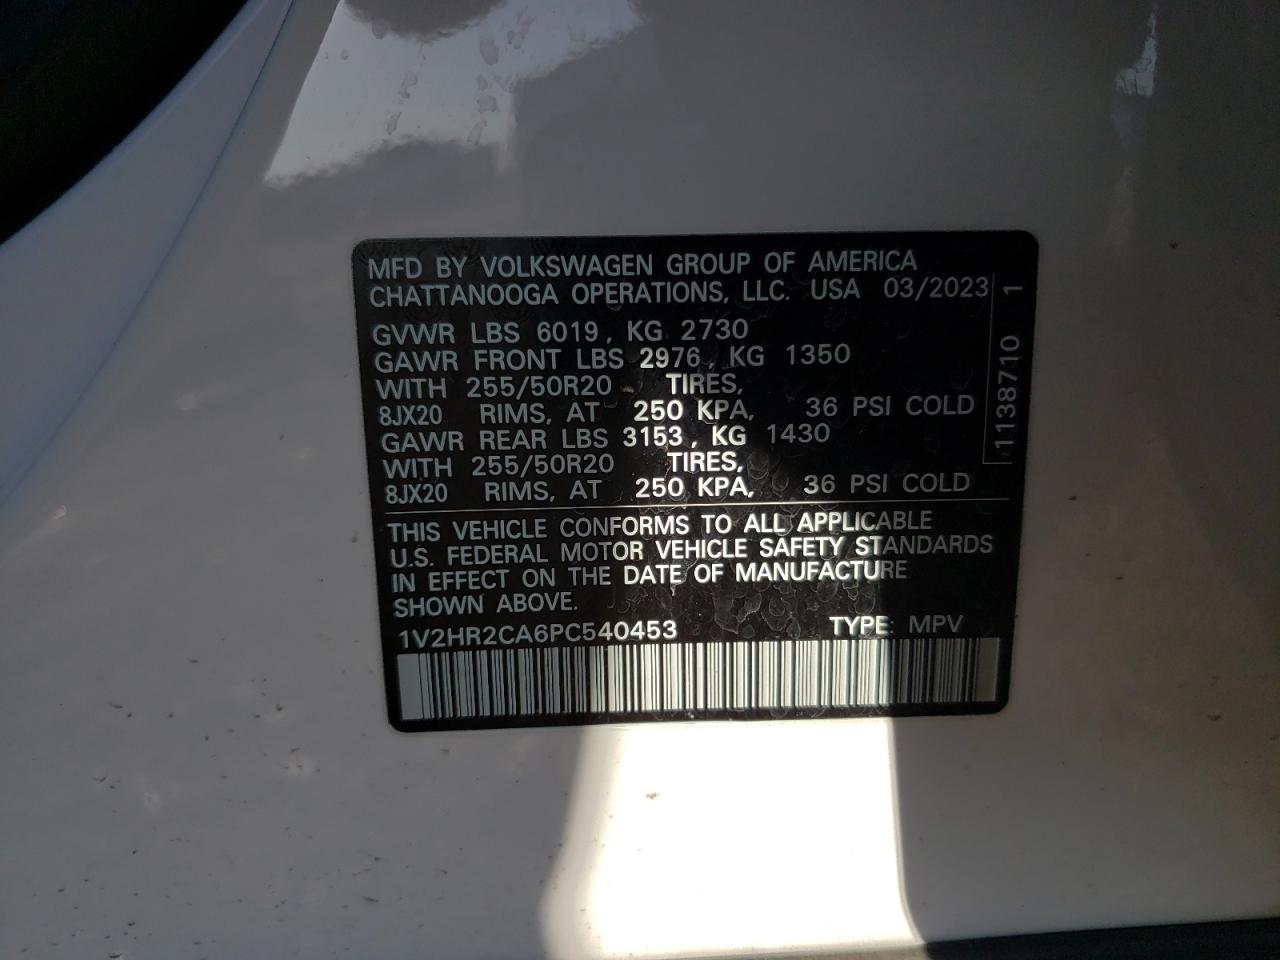 MFD BY VOLKSWAGEN GROUP OF AMERICA
CHATTANOOGA OPERATIONS, LLC. USA 03/2023
GVWR LBS 6019, KG 2730
GAWR FRONT LBS 2976, KG 1350
WITH 255/50R20 TIRES,
8JX20 RIMS, AT 250 KPA, 36 PSI COLD
GAWR REAR LBS 3153, KG 1430
WITH 255/50R20 TIRES,
8JX20 RIMS, AT 250 KPA, 36 PSI COLD
THIS VEHICLE CONFORMS TO ALL APPLICABLE
U.S. FEDERAL MOTOR VEHICLE SAFETY STANDARDS
IN EFFECT ON THE DATE OF MANUFACTURE
SHOWN ABOVE.
1V2HR2CA6PC540453 TYPE: MPV
1138710 1